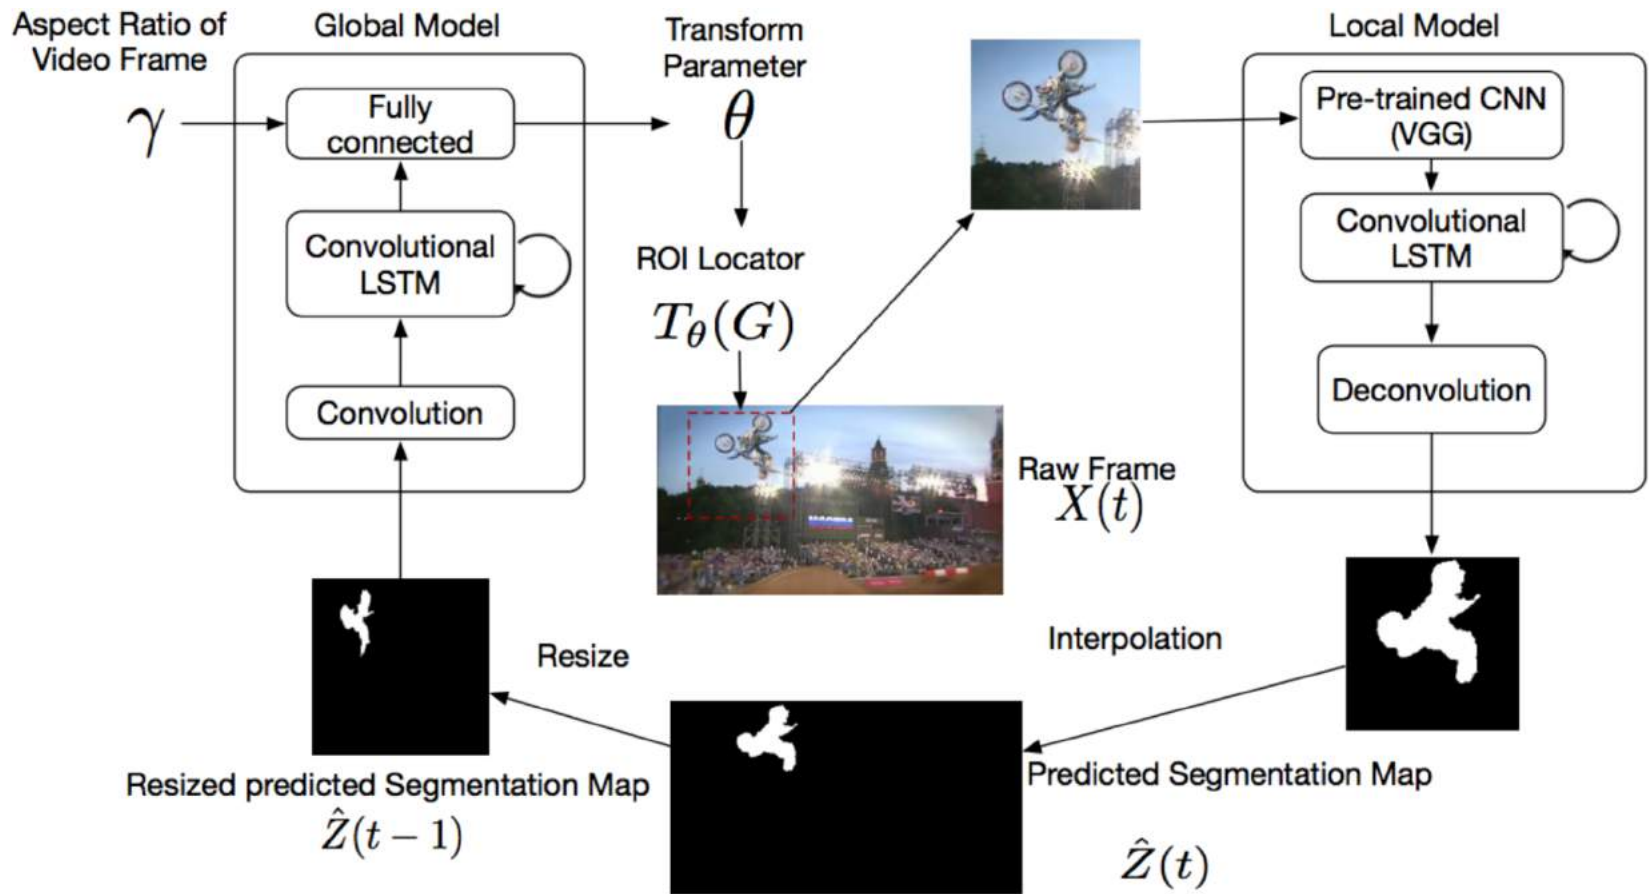 Aspect Ratio of
Video Frame
γ
Global Model
Fully
connected
Convolutional
LSTM
Convolution
Transform
Parameter
θ
ROI Locator
T_θ(G)
Raw Frame
X(t)
Local Model
Pre-trained CNN
(VGG)
Convolutional
LSTM
Deconvolution
Interpolation
Resize
Predicted Segmentation Map
Ẑ(t)
Resized predicted Segmentation Map
Ẑ(t − 1)